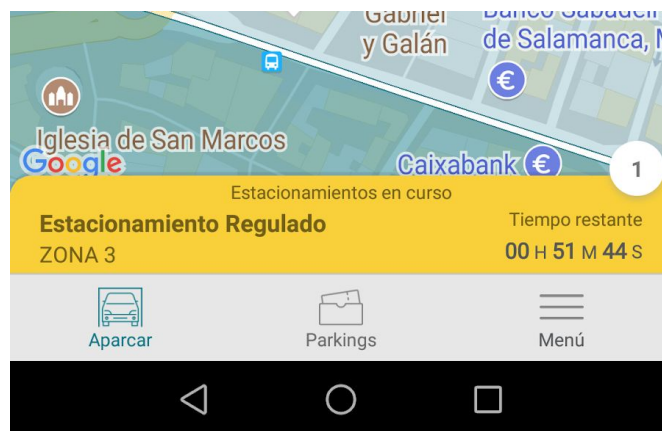 Gabriel
y Galán
Banco Sabadell
de Salamanca,
€
Iglesia de San Marcos
Google
Caixabank €
1
Estacionamientos en curso
Estacionamiento Regulado
ZONA 3
Tiempo restante
00 H 51 M 44 S
Aparcar
Parkings
Menú